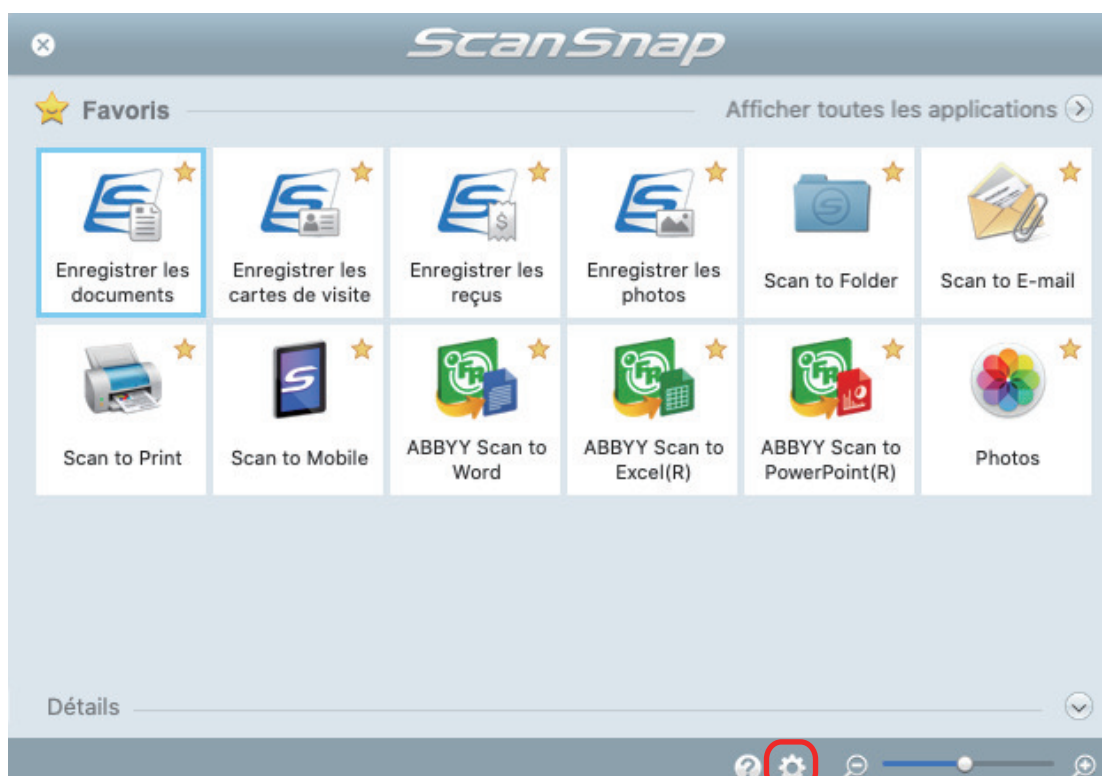 ScanSnap
Favoris
Afficher toutes les applications
Enregistrer les
documents
Enregistrer les
cartes de visite
Enregistrer les
reçus
Enregistrer les
photos
Scan to Folder
Scan to E-mail
Scan to Print
Scan to Mobile
ABBYY Scan to
Word
ABBYY Scan to
Excel(R)
ABBYY Scan to
PowerPoint(R)
Photos
Détails